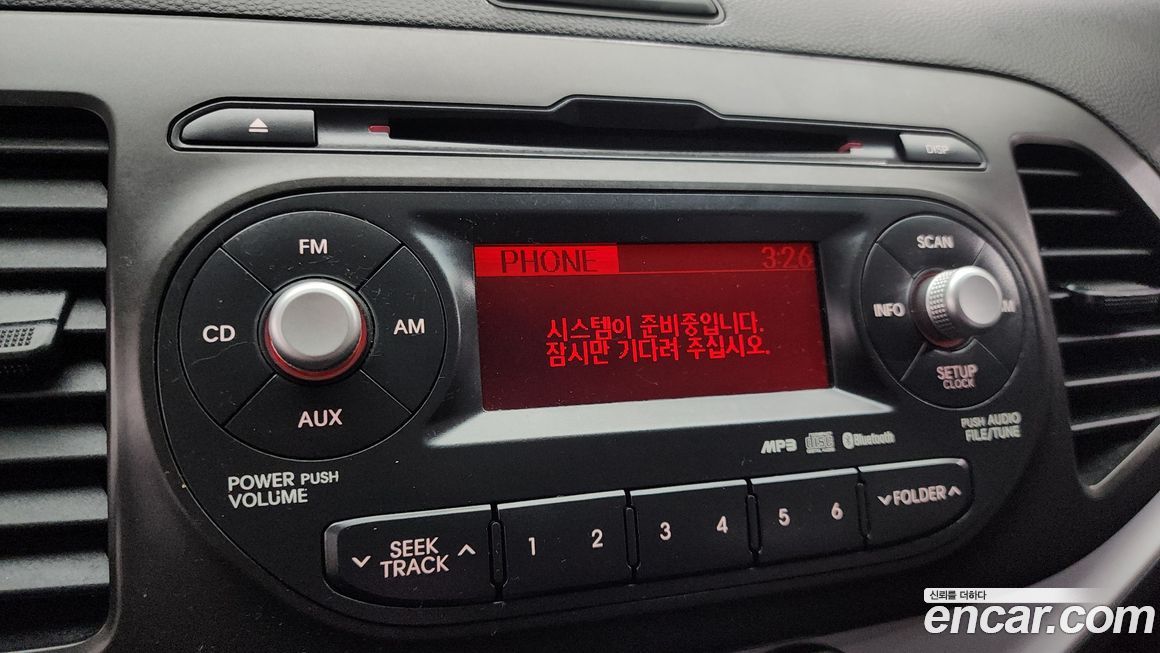 DISP
FM
CD
AM
AUX
POWER PUSH
VOLUME
PHONE 3:26
시스템이 준비중입니다.
잠시만 기다려 주십시오.
SCAN
INFO
SETUP
CLOCK
PUSH AUDIO
FILE/TUNE
MP3 Bluetooth
SEEK
TRACK
1 2 3 4 5 6
FOLDER
신뢰를 더하다
encar.com